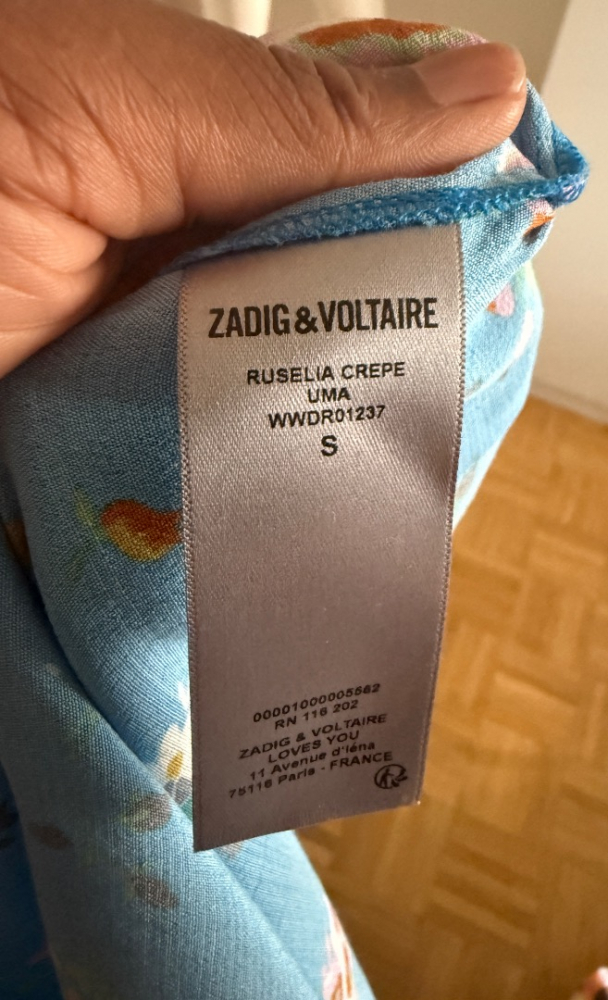 ZADIG&VOLTAIRE
RUSELIA CREPE
UMA
WWDR01237
S
00001000005562
RN 116 202
ZADIG & VOLTAIRE
LOVES YOU
11 Avenue d'Iéna
75116 Paris - FRANCE